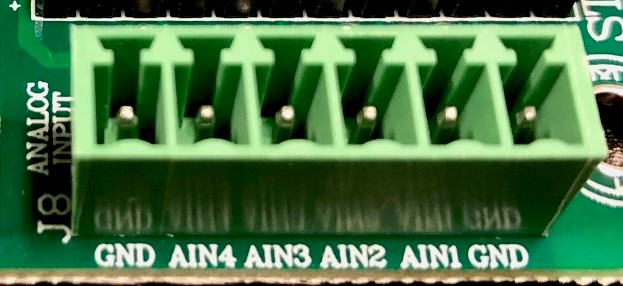 ANALOG
INPUT
J8
GND AIN4 AIN3 AIN2 AIN1 GND